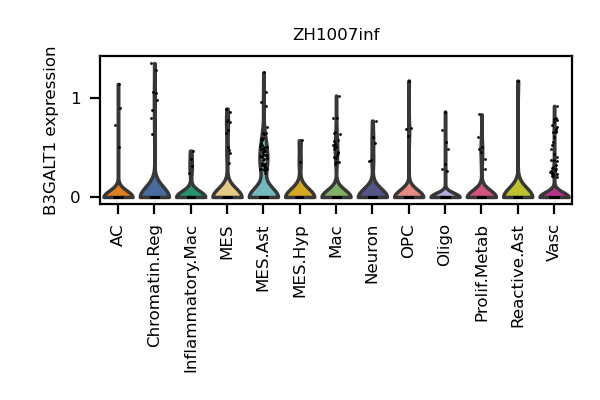 ZH1007inf
B3GALT1 expression
1
0
AC
Chromatin.Reg
Inflammatory.Mac
MES
MES.Ast
MES.Hyp
Mac
Neuron
OPC
Oligo
Prolif.Metab
Reactive.Ast
Vasc